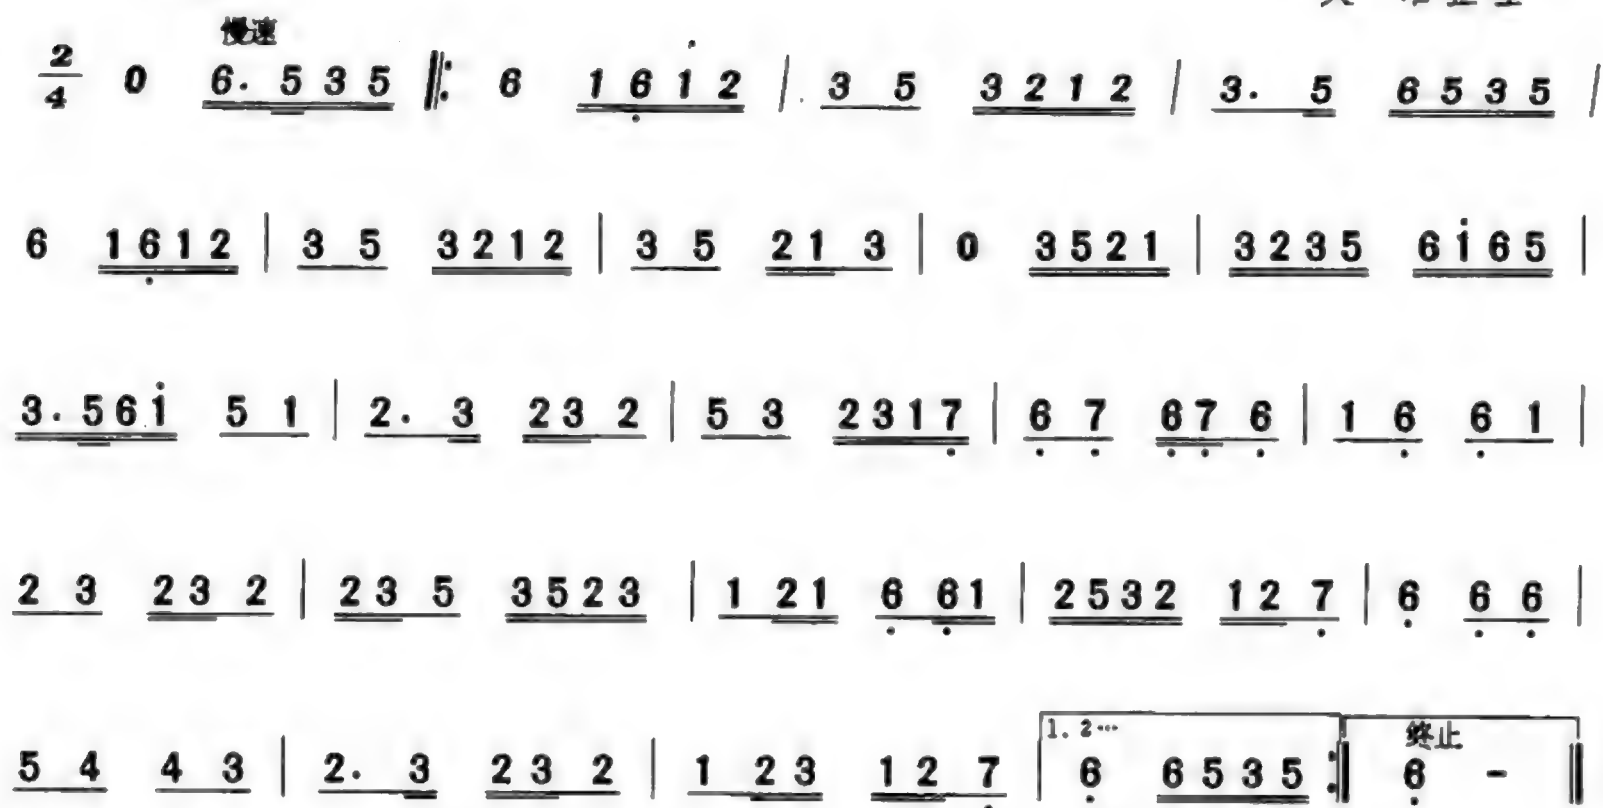 慢速
2/4 0 6. 5 3 5 ‖: 6 1 6̣ 1̇ 2 / 3 5 3 2 1 2 / 3. 5 6 5 3 5 /
6 1 6̣ 1 2 | 3 5 3 2 1 2 | 3 5 2 1 3 | 0 3 5 2 1 | 3 2 3 5 6 1̇ 6 5 |
3. 5 6 1̇ 5 1 | 2. 3 2 3 2 | 5 3 2 3 1 7̣ | 6̣ 7̣ 6̣ 7̣ 6̣ | 1 6̣ 6̣ 1 |
2 3 2 3 2 | 2 3 5 3 5 2 3 | 1 2 1 6̣ 6̣ 1 | 2 5 3 2 1 2 7̣ | 6̣ 6̣ 6̣ |
1. 2… 终止
5 4 4 3 | 2. 3 2 3 2 | 1 2 3 1 2 7̣ | 6̣ 6 5 3 5 :‖ 6̣ - ‖